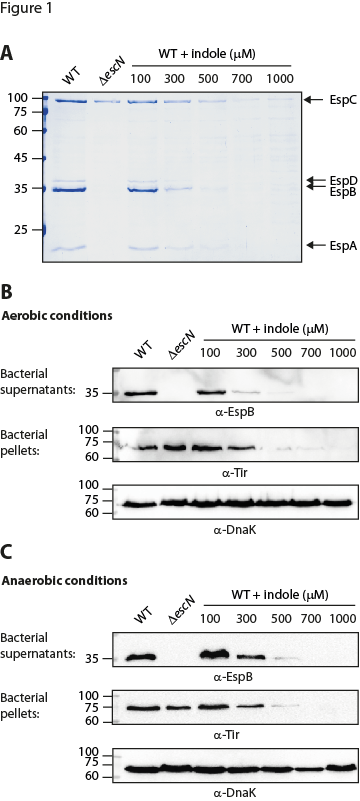 Figure 1
A
WT
ΔescN
WT + indole (μM)
100 300 500 700 1000
100
75
60
45
35
25
EspC
EspD
EspB
EspA
B
Aerobic conditions
WT
ΔescN
WT + indole (μM)
100 300 500 700 1000
Bacterial
supernatants:
35
α-EspB
Bacterial
pellets:
100
75
60
α-Tir
100
75
60
α-DnaK
C
Anaerobic conditions
WT
ΔescN
WT + indole (μM)
100 300 500 700 1000
Bacterial
supernatants:
35
α-EspB
Bacterial
pellets:
100
75
60
α-Tir
100
75
60
α-DnaK